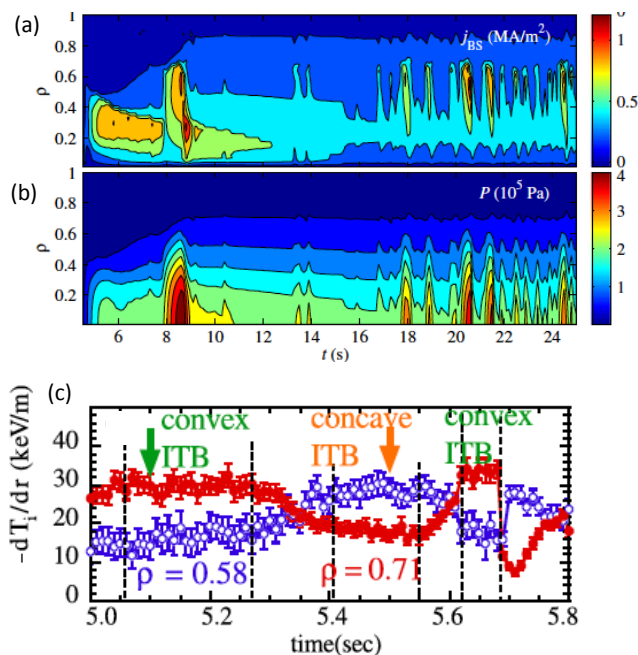 (a)
j_BS (MA/m²)
ρ
1
0.8
0.6
0.4
0.2
0
0.5
0
(b)
P (10⁵ Pa)
ρ
1
0.8
0.6
0.4
0.2
4
3
2
1
6 8 10 12 14 16 18 20 22 24
t (s)
(c)
convex ITB
concave ITB
convex ITB
-dT_i/dr (keV/m)
40
30
20
10
0
ρ = 0.58
ρ = 0.71
5.0 5.2 5.4 5.6 5.8
time(sec)